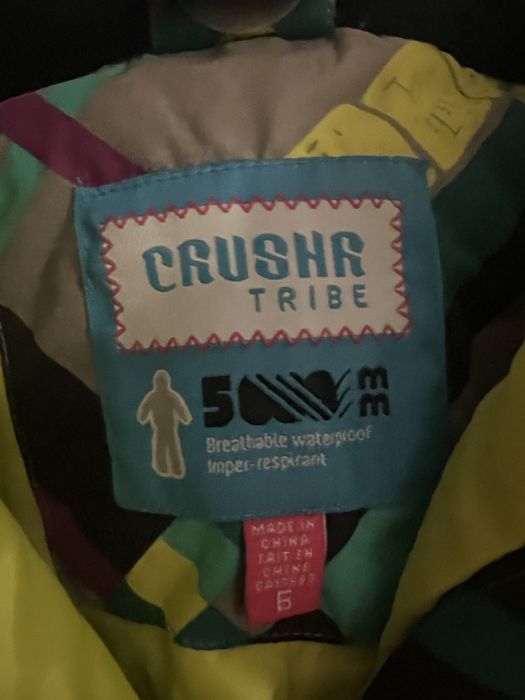 CRUSHR
TRIBE
5000 mm
Breathable waterproof
Imper-respirant
MADE IN
CHINA
FAIT EN
CHINE
6